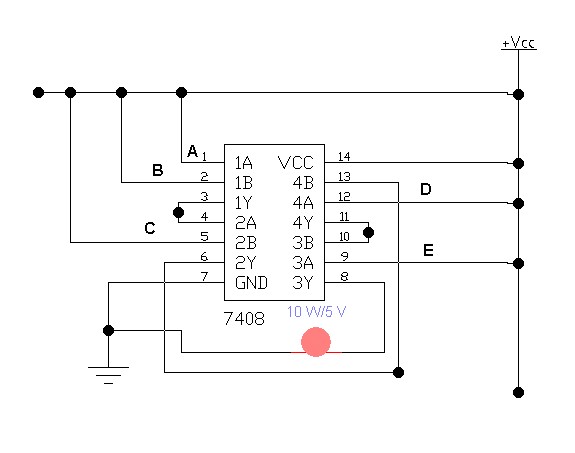 +Vcc
A 1 1A VCC 14
B 2 1B 4B 13
3 1Y 4A 12 D
4 2A 4Y 11
C 5 2B 3B 10
6 2Y 3A 9 E
7 GND 3Y 8
7408 10 W/5 V